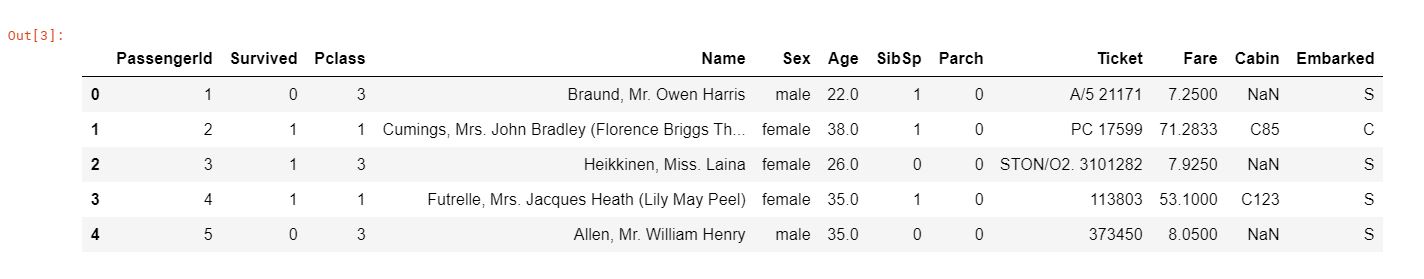 Out[3]:
PassengerId Survived Pclass Name Sex Age SibSp Parch Ticket Fare Cabin Embarked
0 1 0 3 Braund, Mr. Owen Harris male 22.0 1 0 A/5 21171 7.2500 NaN S
1 2 1 1 Cumings, Mrs. John Bradley (Florence Briggs Th... female 38.0 1 0 PC 17599 71.2833 C85 C
2 3 1 3 Heikkinen, Miss. Laina female 26.0 0 0 STON/O2. 3101282 7.9250 NaN S
3 4 1 1 Futrelle, Mrs. Jacques Heath (Lily May Peel) female 35.0 1 0 113803 53.1000 C123 S
4 5 0 3 Allen, Mr. William Henry male 35.0 0 0 373450 8.0500 NaN S